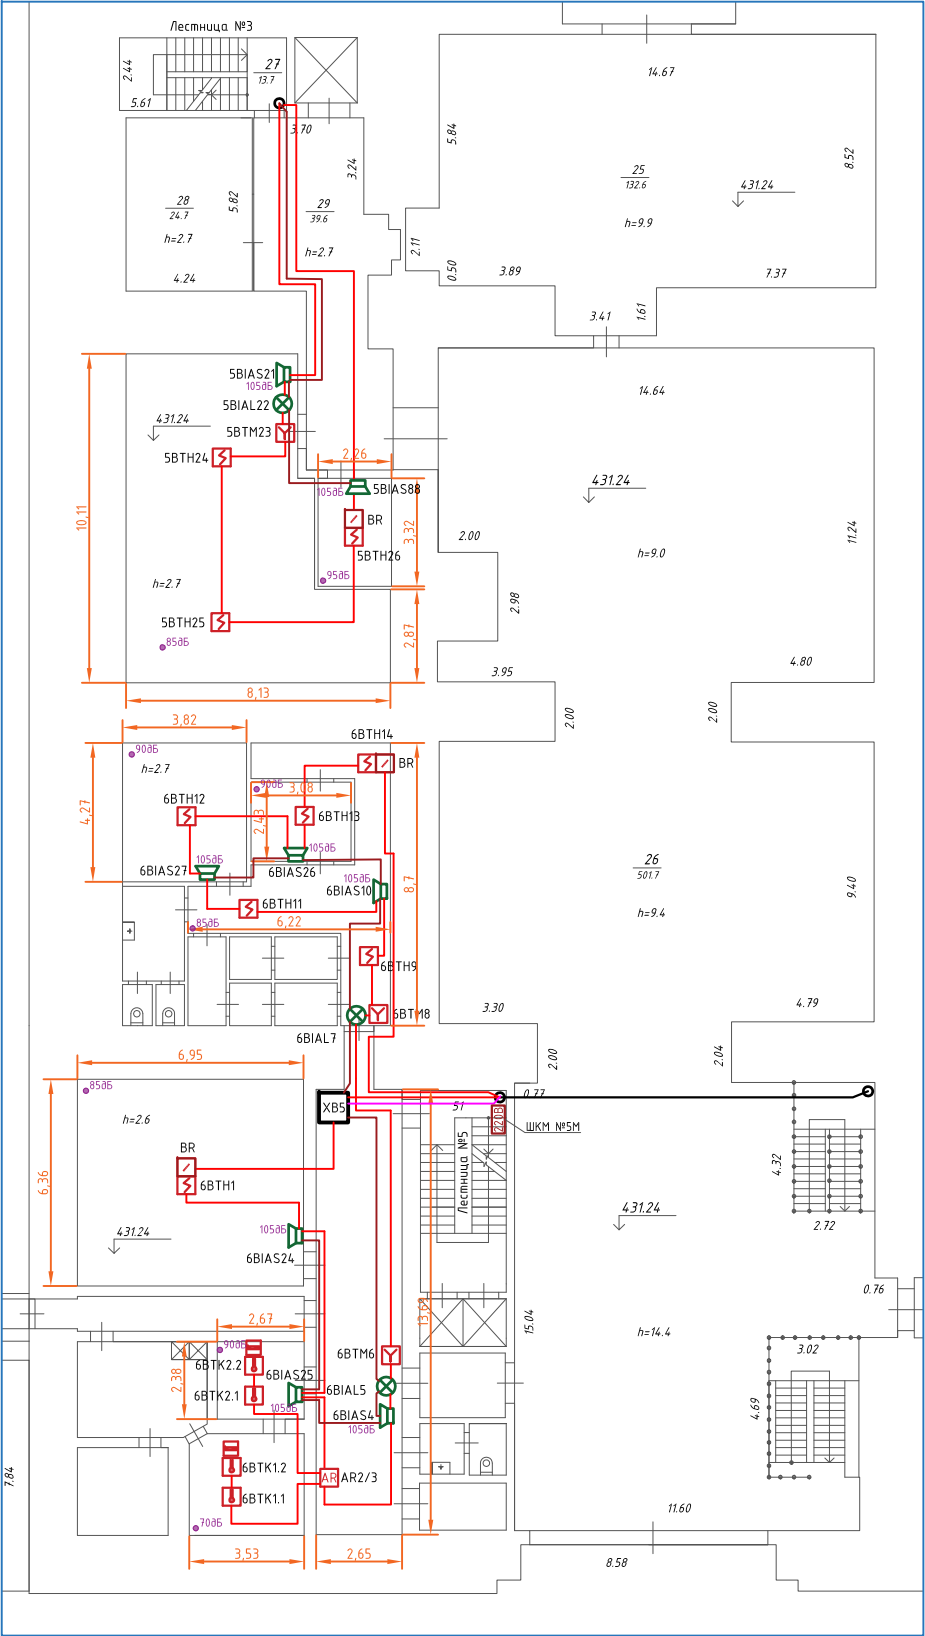 Лестница №3
2.44
27
13.7
5.61
3.70
14.67
5.84
8.52
3.24
25
132.6
431.24
28
24.7
5.82
29
39.6
h=9.9
h=2.7
h=2.7
2.11
4.24
0.50
3.89
7.37
3.41
1.61
5BIAS21
105дБ
14.64
5BIAL22
431.24
5BTM23
5BTH24
2,26
431.24
105дБ
5BIAS88
10,11
BR
3,32
2.00
11.24
5BTH26
h=9.0
95дБ
h=2.7
2.98
5BTH25
85дБ
2,87
3.95
4.80
8,13
2.00
2.00
3,82
6BTH14
90дБ
h=2.7
BR
90дБ
3,08
4,27
6BTH12
2,43
6BTH13
105дБ
105дБ
6BIAS27
6BIAS26
105дБ
6BIAS10
8,7
26
501.7
9.40
6BTH11
h=9.4
85дБ
6,22
6BTH9
3.30
4.79
6BTM8
6BIAL7
2.00
2.04
6,95
85дБ
0.77
ХВ5
51
220В
ШКМ №5М
h=2.6
BR
Лестница №5
4.32
6,36
6BTH1
431.24
2.72
431.24
105дБ
6BIAS24
0.76
2,67
13,69
15.04
h=14.4
3.02
90дБ
6BTK2.2
6BTM6
2,38
6BIAS25
6BTK2.1
6BIAL5
105дБ
6BIAS4
105дБ
4.69
7.84
6BTK1.2
AR
AR2/3
6BTK1.1
11.60
70дБ
3,53
2,65
8.58